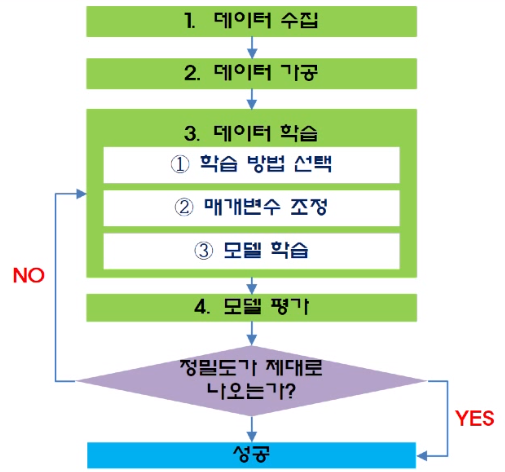 1. 데이터 수집
2. 데이터 가공
3. 데이터 학습
① 학습 방법 선택
② 매개변수 조정
③ 모델 학습
NO
4. 모델 평가
정밀도가 제대로
나오는가?
YES
성공